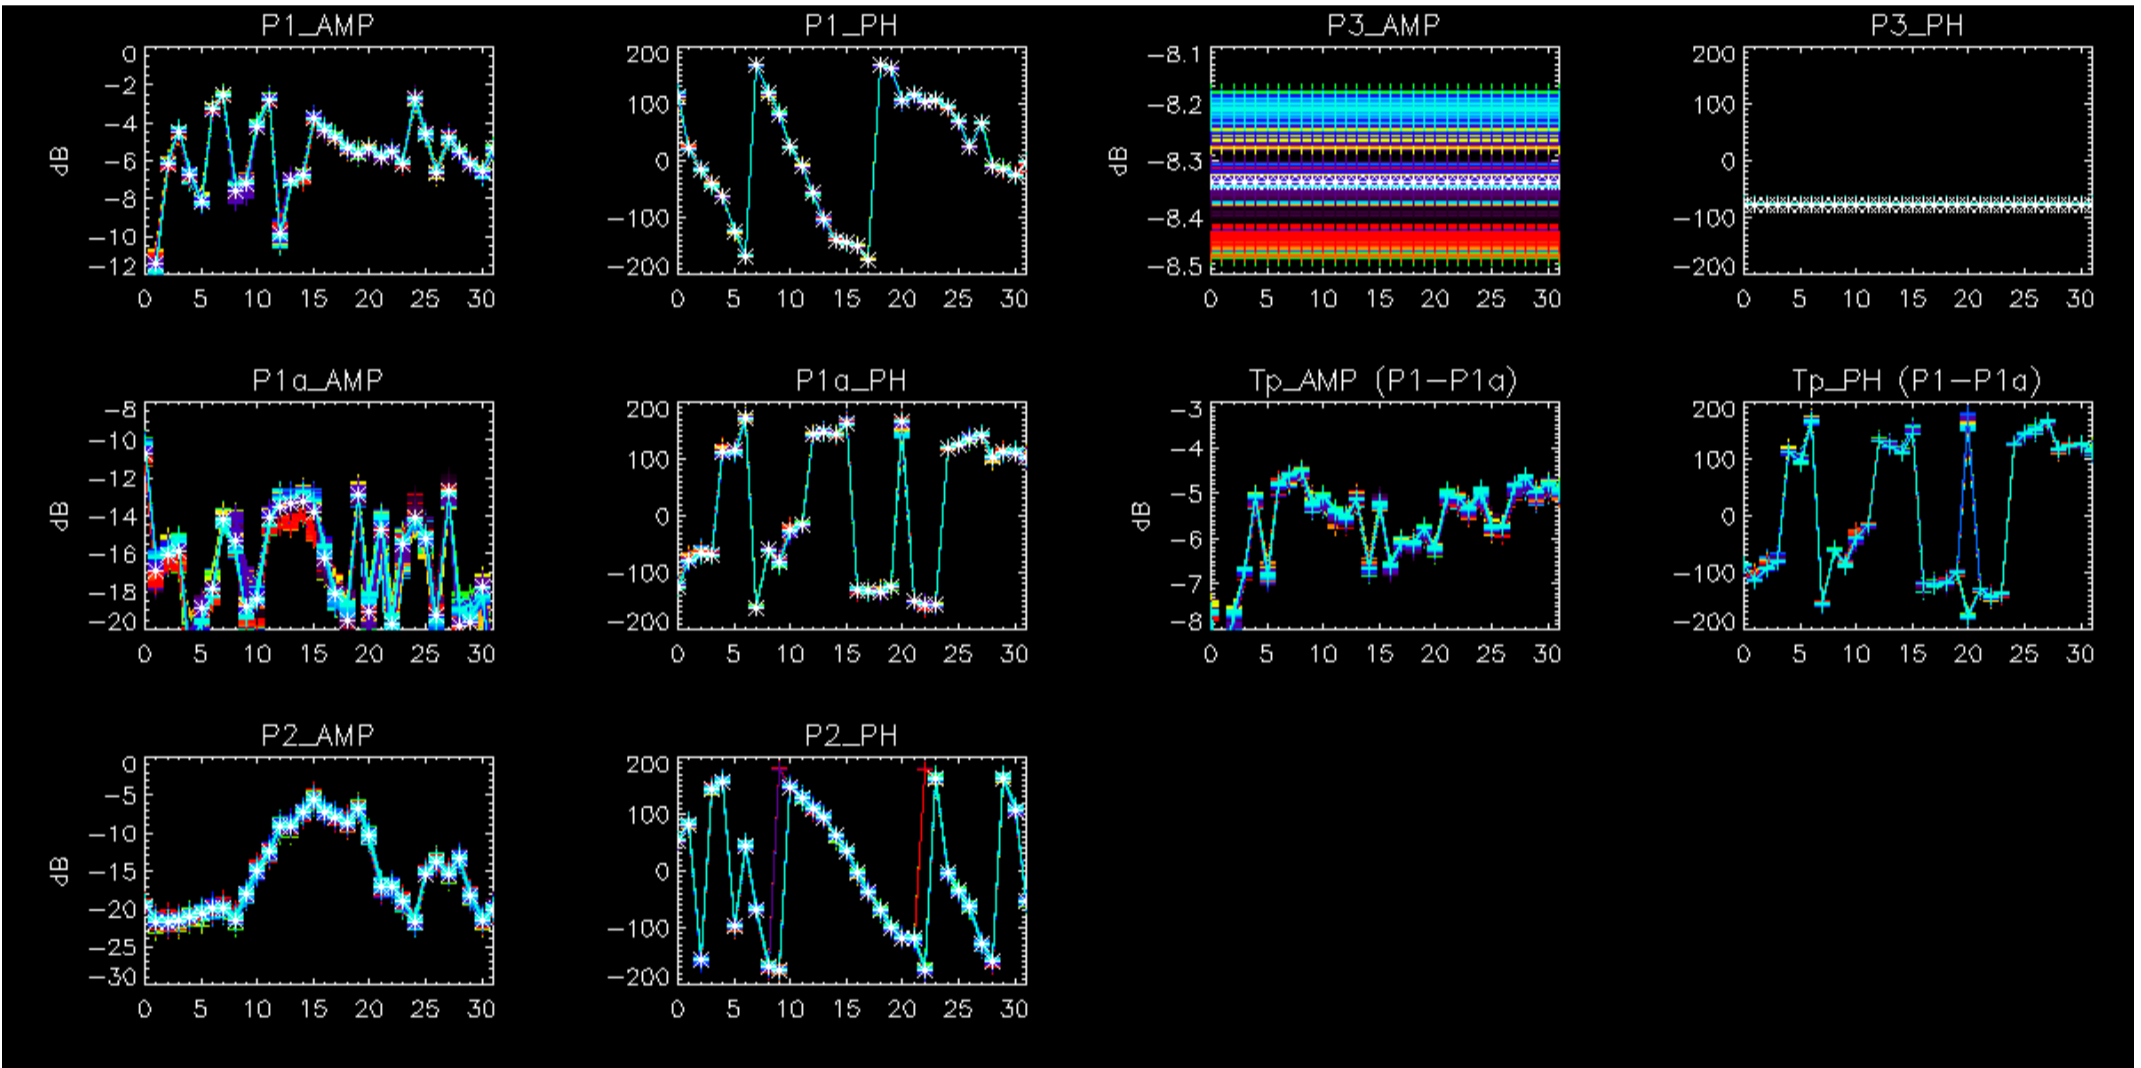 P1_AMP P1_PH P3_AMP P3_PH
0 200 -8.1 200
-2
-4 100 -8.2 100
dB -6 0 dB -8.3 0
-8
-10 -100 -8.4 -100
-12 -200 -8.5 -200
0 5 10 15 20 25 30 0 5 10 15 20 25 30 0 5 10 15 20 25 30 0 5 10 15 20 25 30
P1a_AMP P1a_PH Tp_AMP (P1-P1a) Tp_PH (P1-P1a)
-8 200 -3 200
-10
-12 100 -4 100
dB -14 0 dB -5 0
-16 -6
-18 -100 -7 -100
-20 -200 -8 -200
0 5 10 15 20 25 30 0 5 10 15 20 25 30 0 5 10 15 20 25 30 0 5 10 15 20 25 30
P2_AMP P2_PH
0 200
-5
-10 100
dB -15 0
-20
-25 -100
-30 -200
0 5 10 15 20 25 30 0 5 10 15 20 25 30